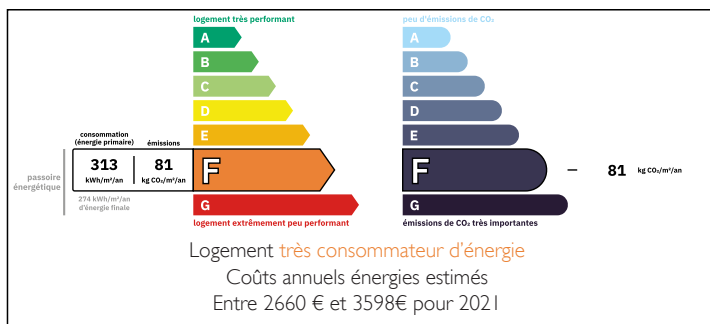 logement très performant
A
B
C
D
E
consommation (énergie primaire)
émissions
313
kWh/m²/an
81
kg CO₂/m²/an
F
passoire énergétique
274 kWh/m²/an
d'énergie finale
G
logement extrêmement peu performant
peu d'émissions de CO₂
A
B
C
D
E
F
81 kg CO₂/m²/an
G
émissions de CO₂ très importantes
Logement très consommateur d'énergie
Coûts annuels énergies estimés
Entre 2660 € et 3598€ pour 2021